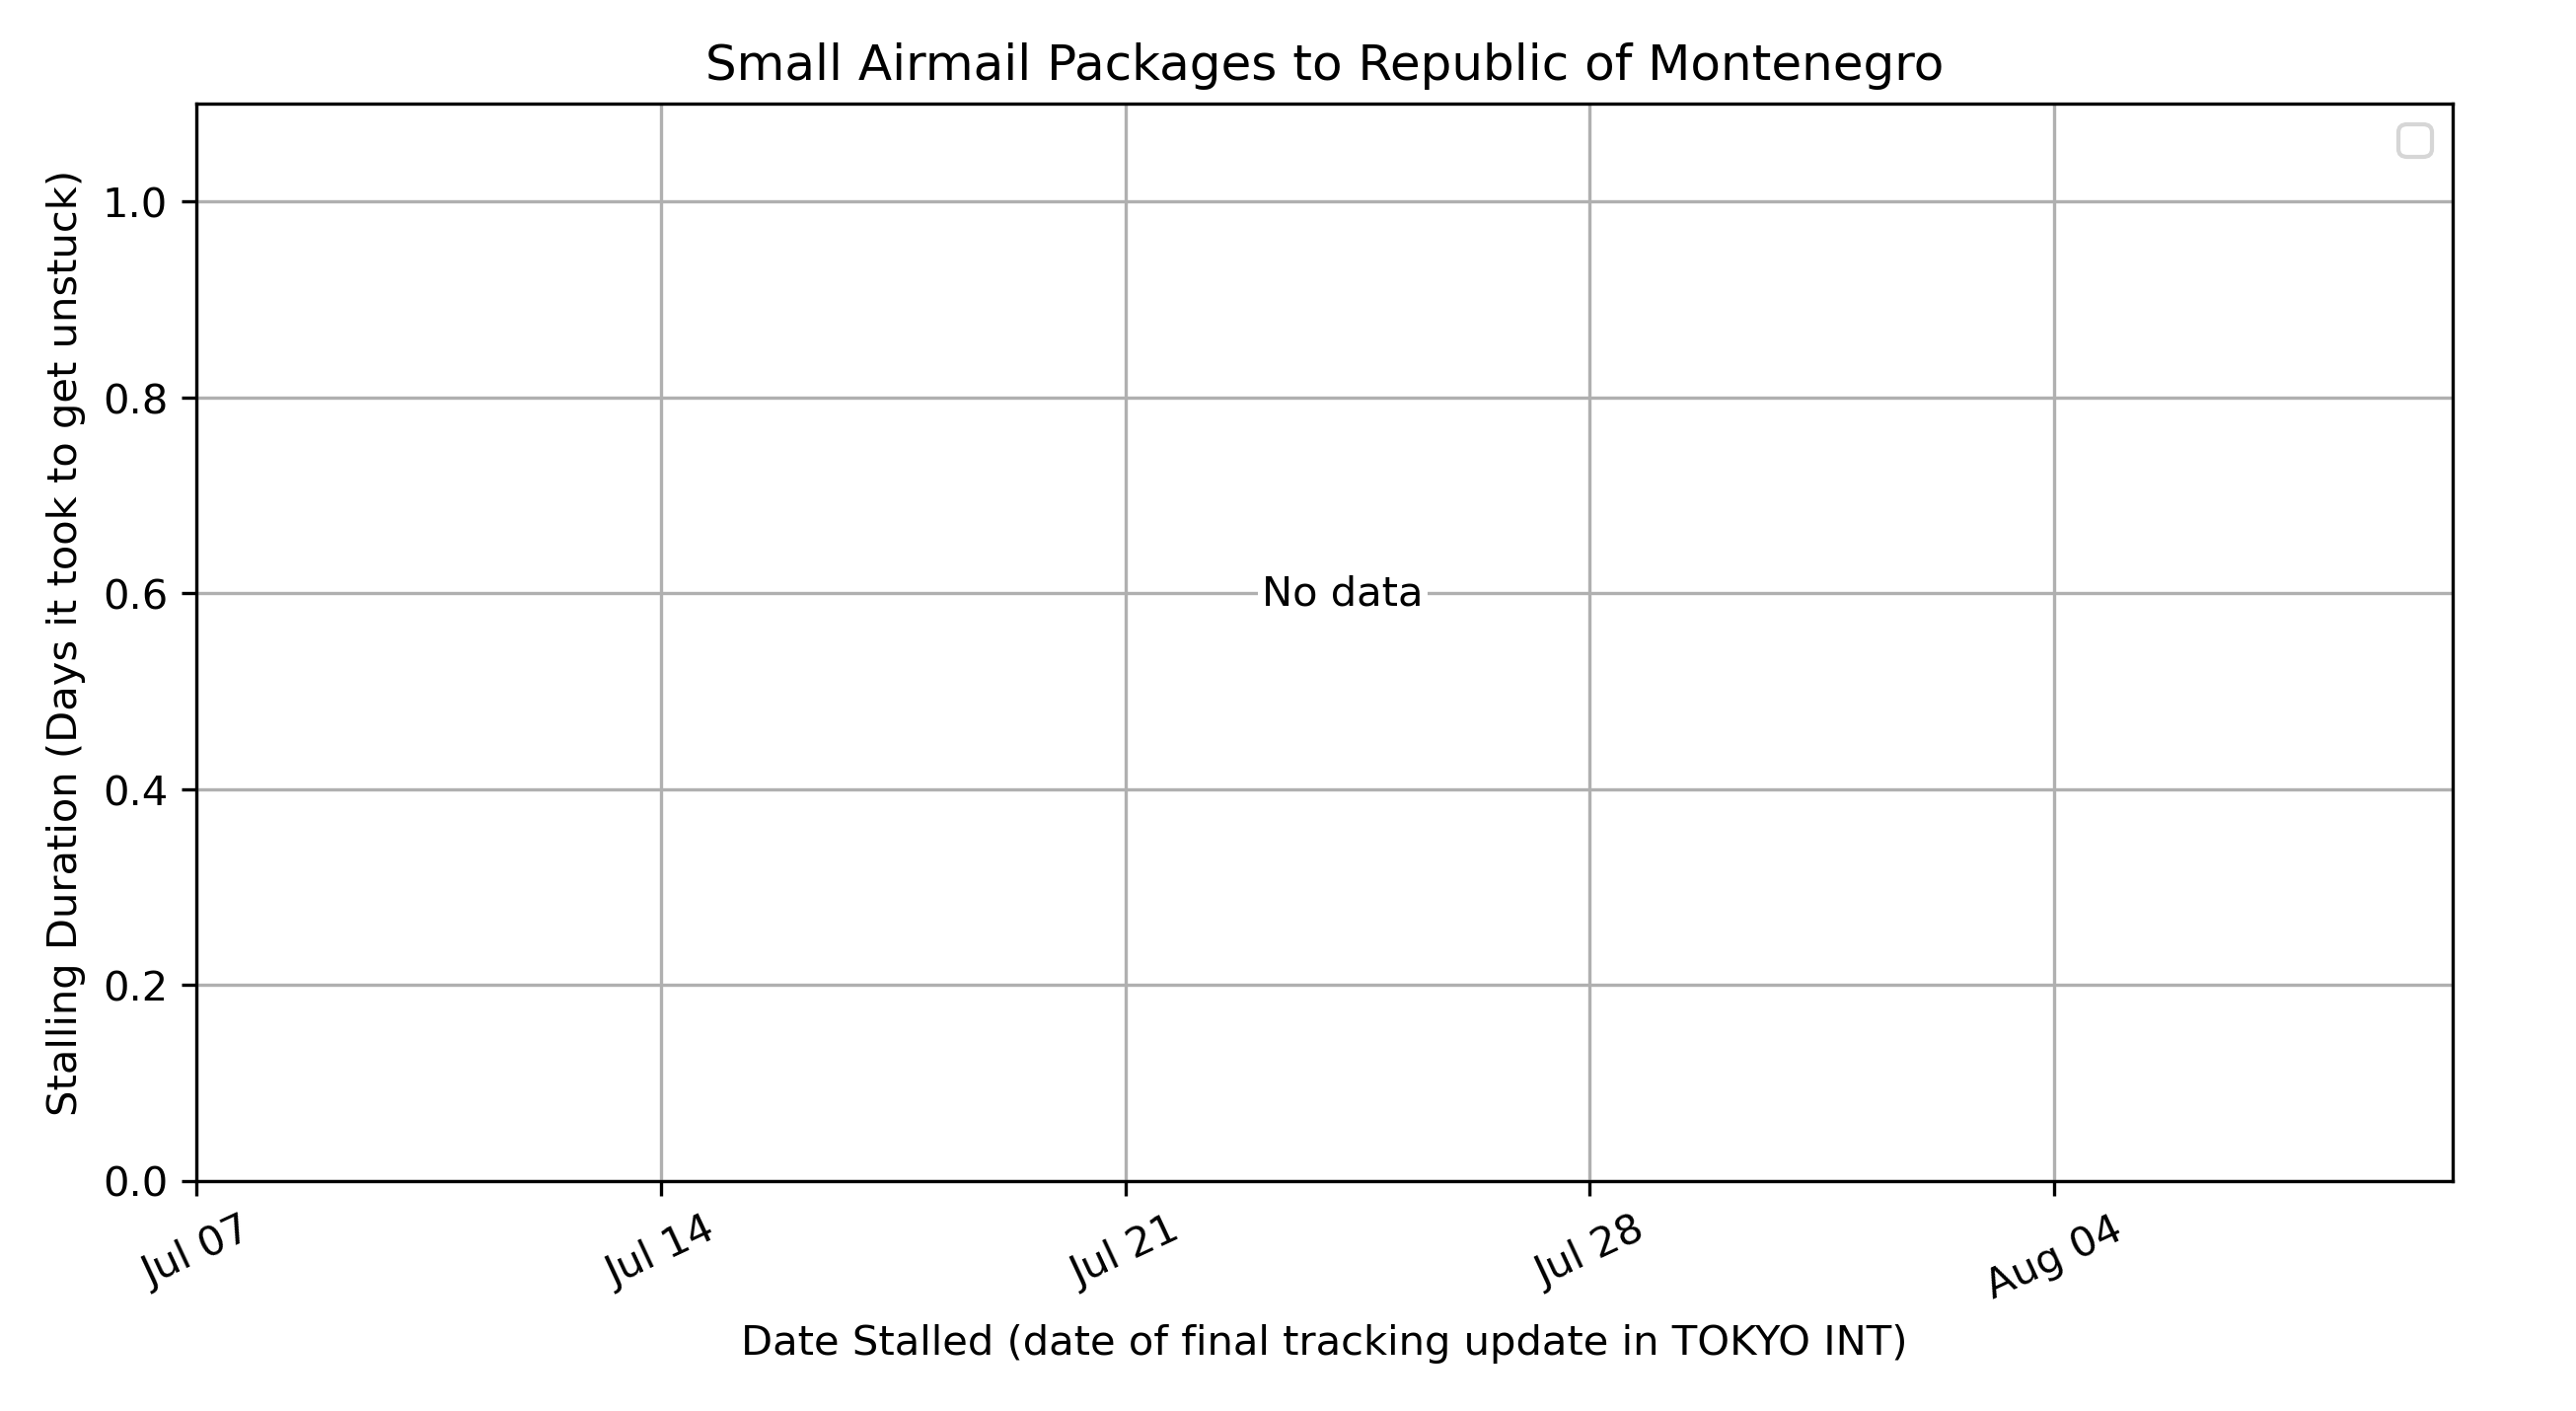 Small Airmail Packages to Republic of Montenegro
Stalling Duration (Days it took to get unstuck)
1.0
0.8
0.6
0.4
0.2
0.0
No data
Jul 07
Jul 14
Jul 21
Jul 28
Aug 04
Date Stalled (date of final tracking update in TOKYO INT)